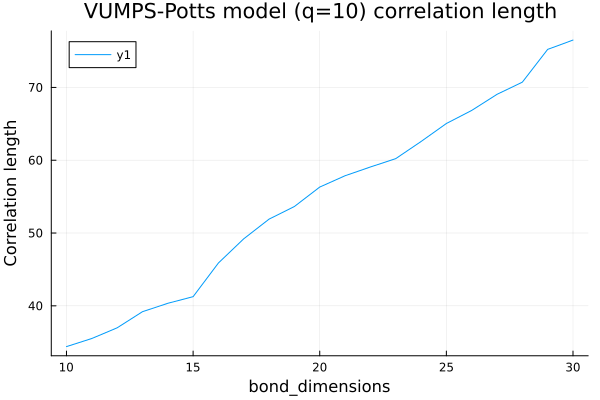 VUMPS-Potts model (q=10) correlation length
y1
Correlation length
70
60
50
40
10 15 20 25 30
bond_dimensions